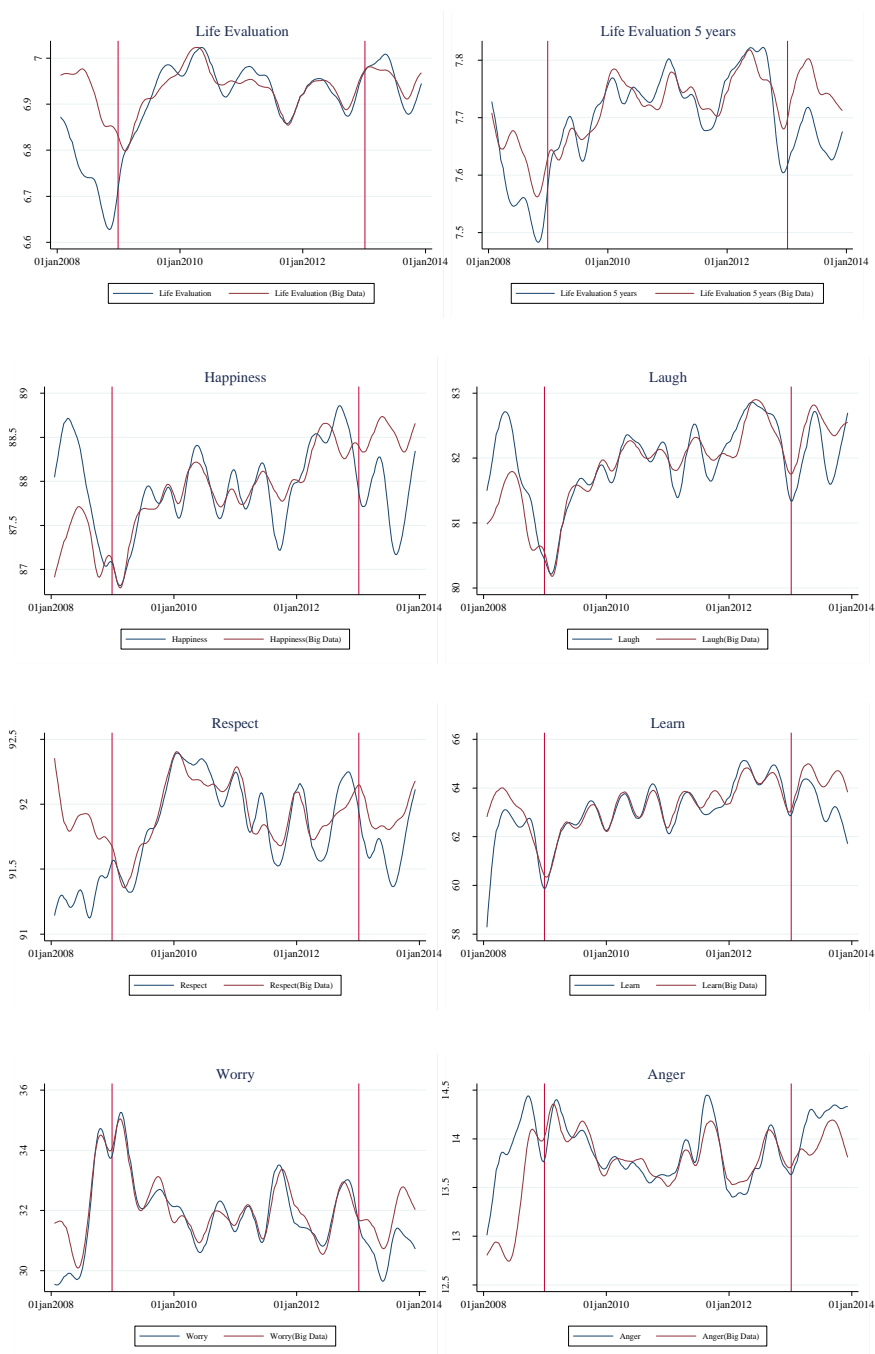 Life Evaluation
7
6.9
6.8
6.7
6.6
01jan2008 01jan2010 01jan2012 01jan2014
Life Evaluation Life Evaluation (Big Data)
Life Evaluation 5 years
7.8
7.7
7.6
7.5
01jan2008 01jan2010 01jan2012 01jan2014
Life Evaluation 5 years Life Evaluation 5 years (Big Data)
Happiness
89
88.5
88
87.5
87
01jan2008 01jan2010 01jan2012 01jan2014
Happiness Happiness(Big Data)
Laugh
83
82
81
80
01jan2008 01jan2010 01jan2012 01jan2014
Laugh Laugh(Big Data)
Respect
92.5
92
91.5
91
01jan2008 01jan2010 01jan2012 01jan2014
Respect Respect(Big Data)
Learn
66
64
62
60
58
01jan2008 01jan2010 01jan2012 01jan2014
Learn Learn(Big Data)
Worry
36
34
32
30
01jan2008 01jan2010 01jan2012 01jan2014
Worry Worry(Big Data)
Anger
14.5
14
13.5
13
12.5
01jan2008 01jan2010 01jan2012 01jan2014
Anger Anger(Big Data)